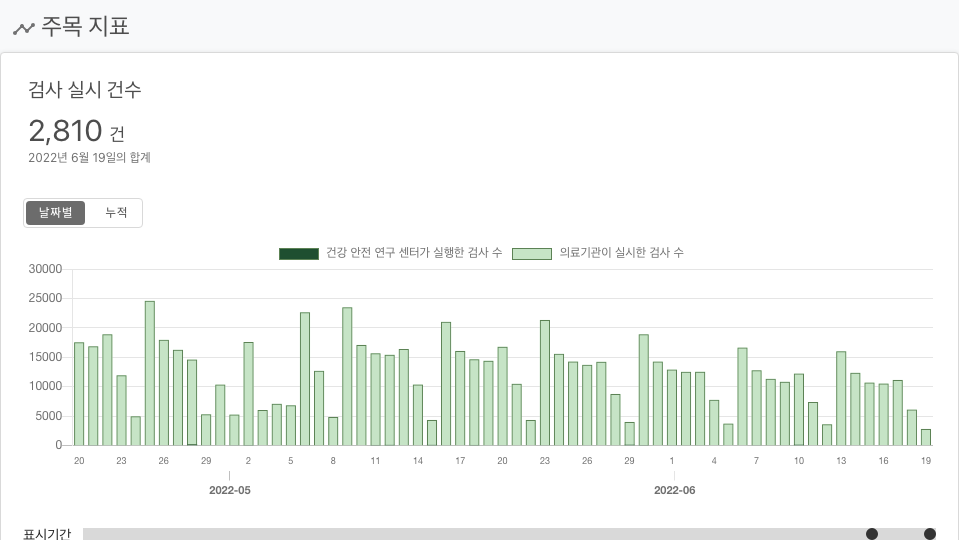 주목 지표
검사 실시 건수
2,810 건
2022년 6월 19일의 합계
날짜별 누적
건강 안전 연구 센터가 실행한 검사 수 의료기관이 실시한 검사 수
30000
25000
20000
15000
10000
5000
0
20 23 26 29 2 5 8 11 14 17 20 23 26 29 1 4 7 10 13 16 19
2022-05 2022-06
표시기간